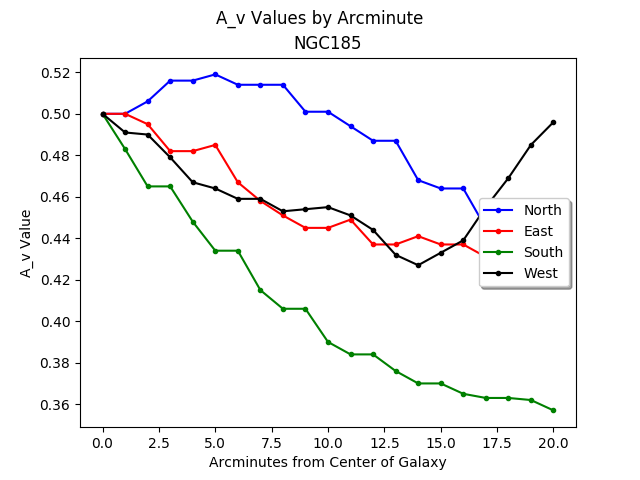 A_v Values by Arcminute
NGC185
A_v Value
0.52
0.50
0.48
0.46
0.44
0.42
0.40
0.38
0.36
North
East
South
West
0.0 2.5 5.0 7.5 10.0 12.5 15.0 17.5 20.0
Arcminutes from Center of Galaxy